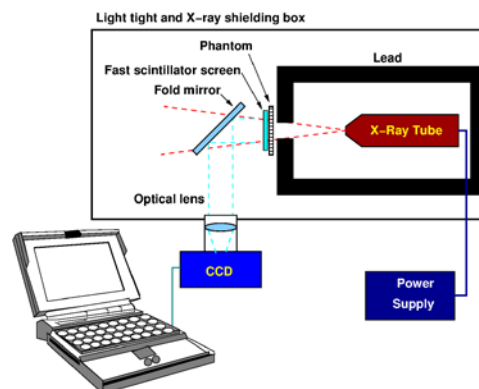 Light tight and X-ray shielding box
Phantom
Fast scintillator screen
Fold mirror
Lead
X-Ray Tube
Optical lens
CCD
Power
Supply